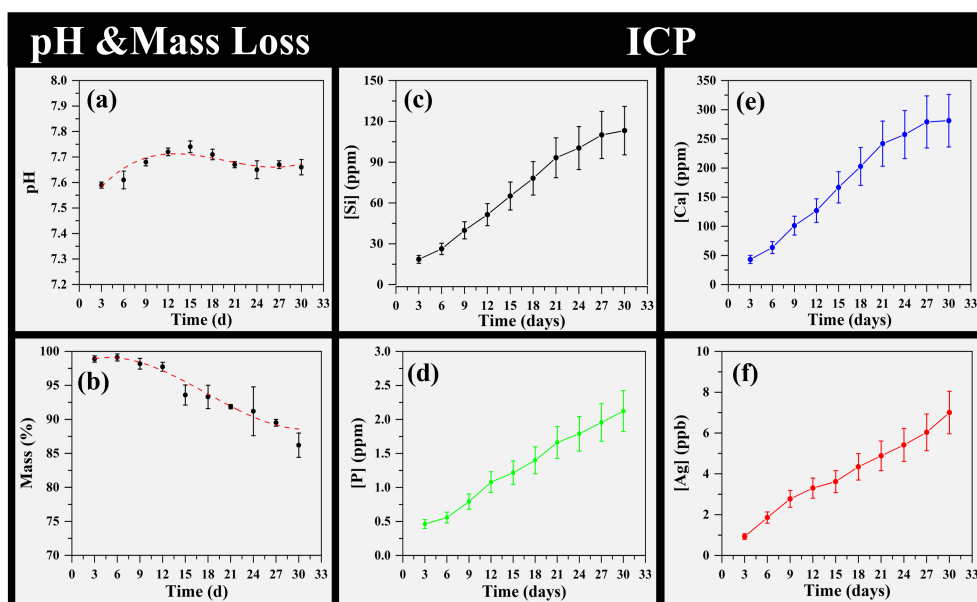 pH &Mass Loss
ICP
(a)
pH
8.0
7.9
7.8
7.7
7.6
7.5
7.4
7.3
7.2
0 3 6 9 12 15 18 21 24 27 30 33
Time (d)
(c)
[Si] (ppm)
150
120
90
60
30
0
0 3 6 9 12 15 18 21 24 27 30 33
Time (days)
(e)
[Ca] (ppm)
350
300
250
200
150
100
50
0
0 3 6 9 12 15 18 21 24 27 30 33
Time (days)
(b)
Mass (%)
100
95
90
85
80
75
70
0 3 6 9 12 15 18 21 24 27 30 33
Time (d)
(d)
[P] (ppm)
3.0
2.5
2.0
1.5
1.0
0.5
0.0
0 3 6 9 12 15 18 21 24 27 30 33
Time (days)
(f)
[Ag] (ppb)
10
8
6
4
2
0
0 3 6 9 12 15 18 21 24 27 30 33
Time (days)